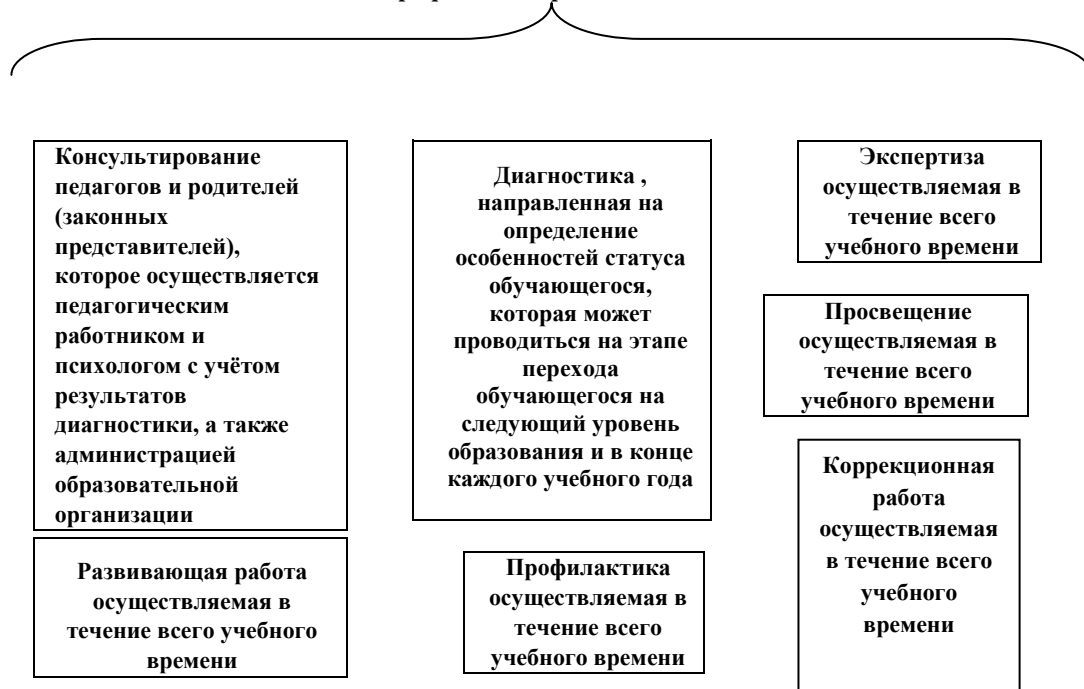 Консультирование
педагогов и родителей
(законных
представителей),
которое осуществляется
педагогическим
работником и
психологом с учётом
результатов
диагностики, а также
администрацией
образовательной
организации
Развивающая работа
осуществляемая в
течение всего учебного
времени
Диагностика ,
направленная на
определение
особенностей статуса
обучающегося,
которая может
проводиться на этапе
перехода
обучающегося на
следующий уровень
образования и в конце
каждого учебного года
Профилактика
осуществляемая в
течение всего
учебного времени
Экспертиза
осуществляемая в
течение всего
учебного времени
Просвещение
осуществляемая в
течение всего
учебного времени
Коррекционная
работа
осуществляемая
в течение всего
учебного
времени